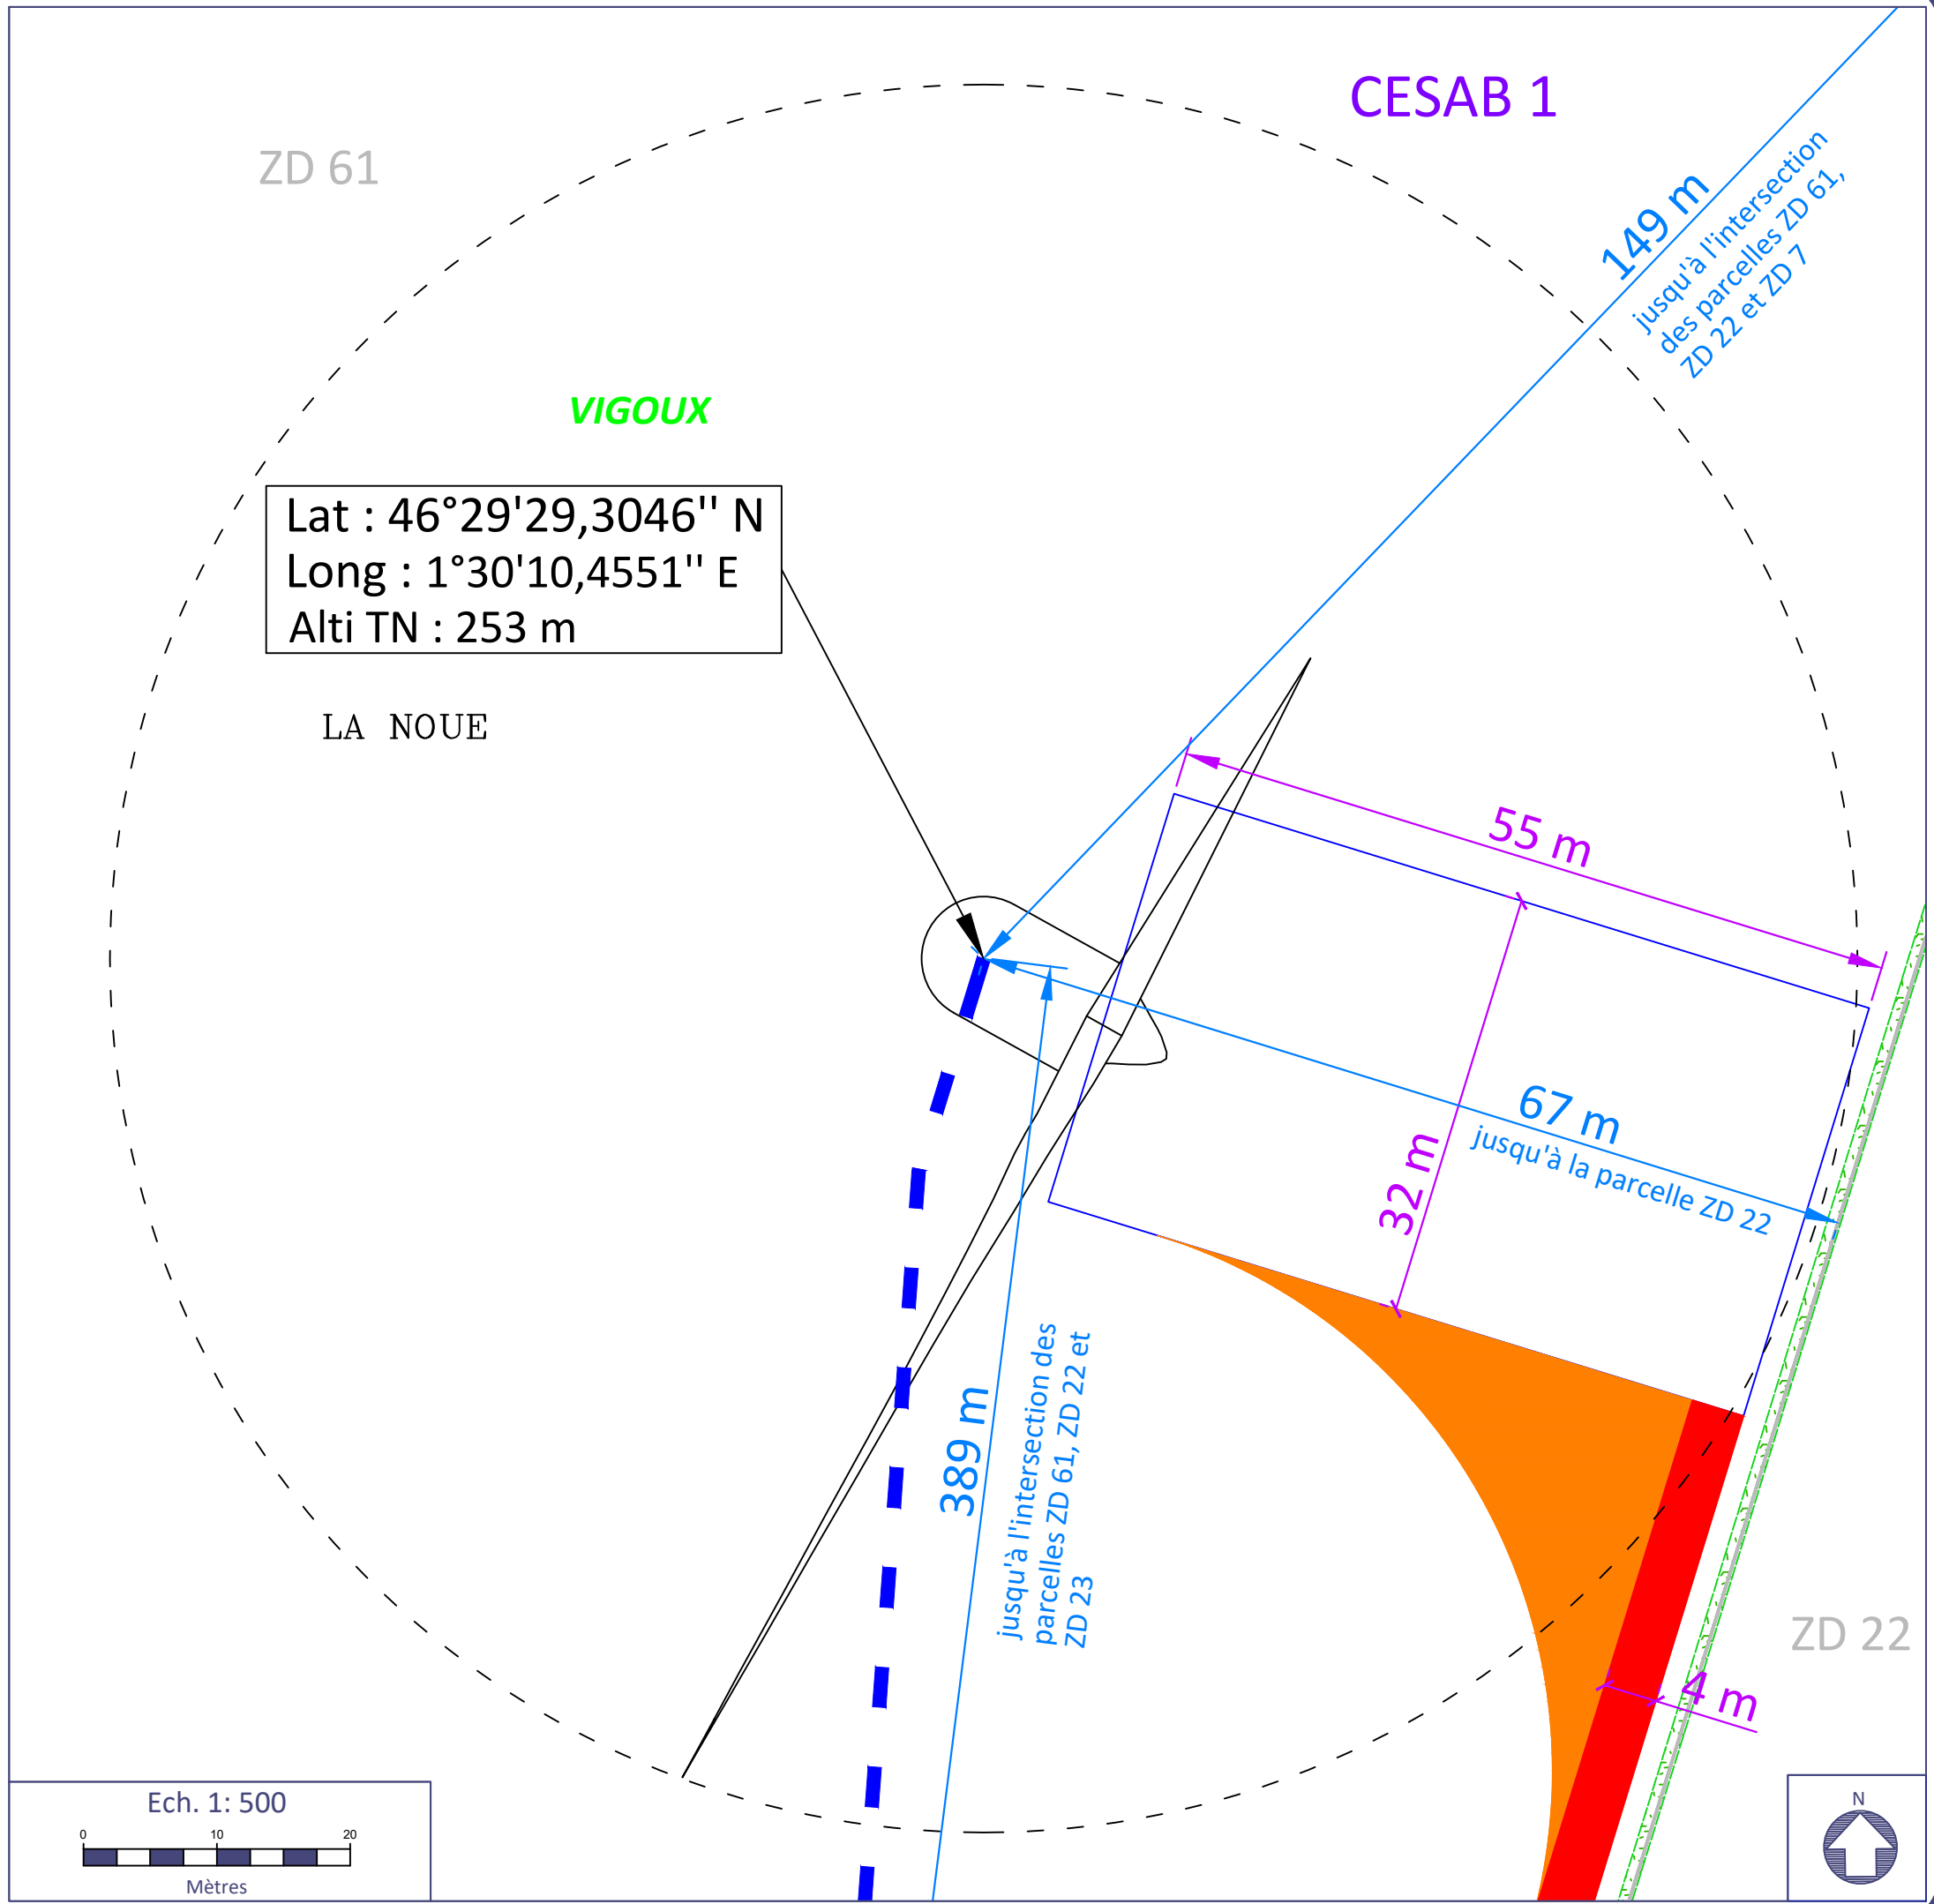 CESAB 1
ZD 61
149 m
jusqu'à l'intersection
des parcelles ZD 61,
ZD 22 et ZD 7
VIGOUX
Lat : 46°29'29,3046'' N
Long : 1°30'10,4551'' E
Alti TN : 253 m
LA NOUE
55 m
67 m
jusqu'à la parcelle ZD 22
32 m
389 m
jusqu'à l'intersection des
parcelles ZD 61, ZD 22 et
ZD 23
ZD 22
4 m
Ech. 1: 500
0 10 20
Mètres
N